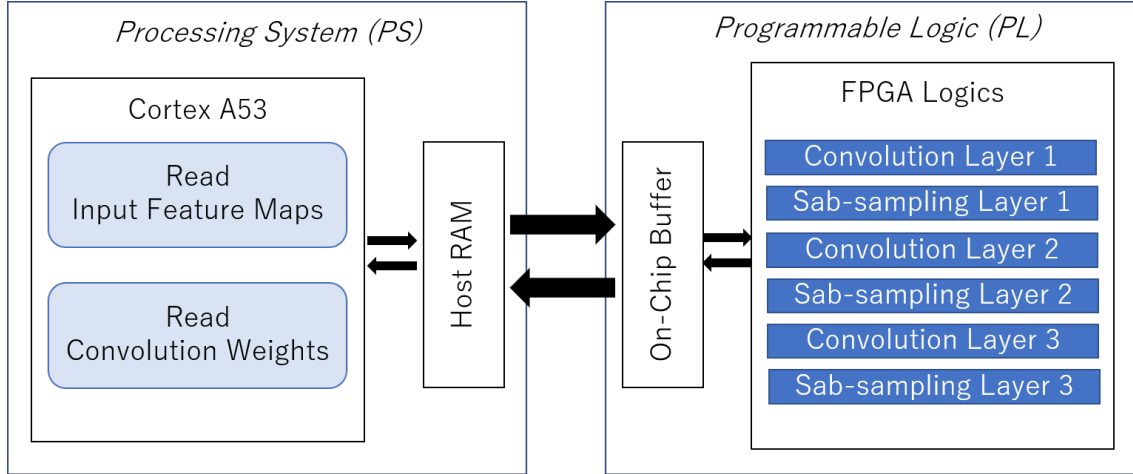 Processing System (PS)
Cortex A53
Read
Input Feature Maps
Read
Convolution Weights
Host RAM
Programmable Logic (PL)
On-Chip Buffer
FPGA Logics
Convolution Layer 1
Sab-sampling Layer 1
Convolution Layer 2
Sab-sampling Layer 2
Convolution Layer 3
Sab-sampling Layer 3